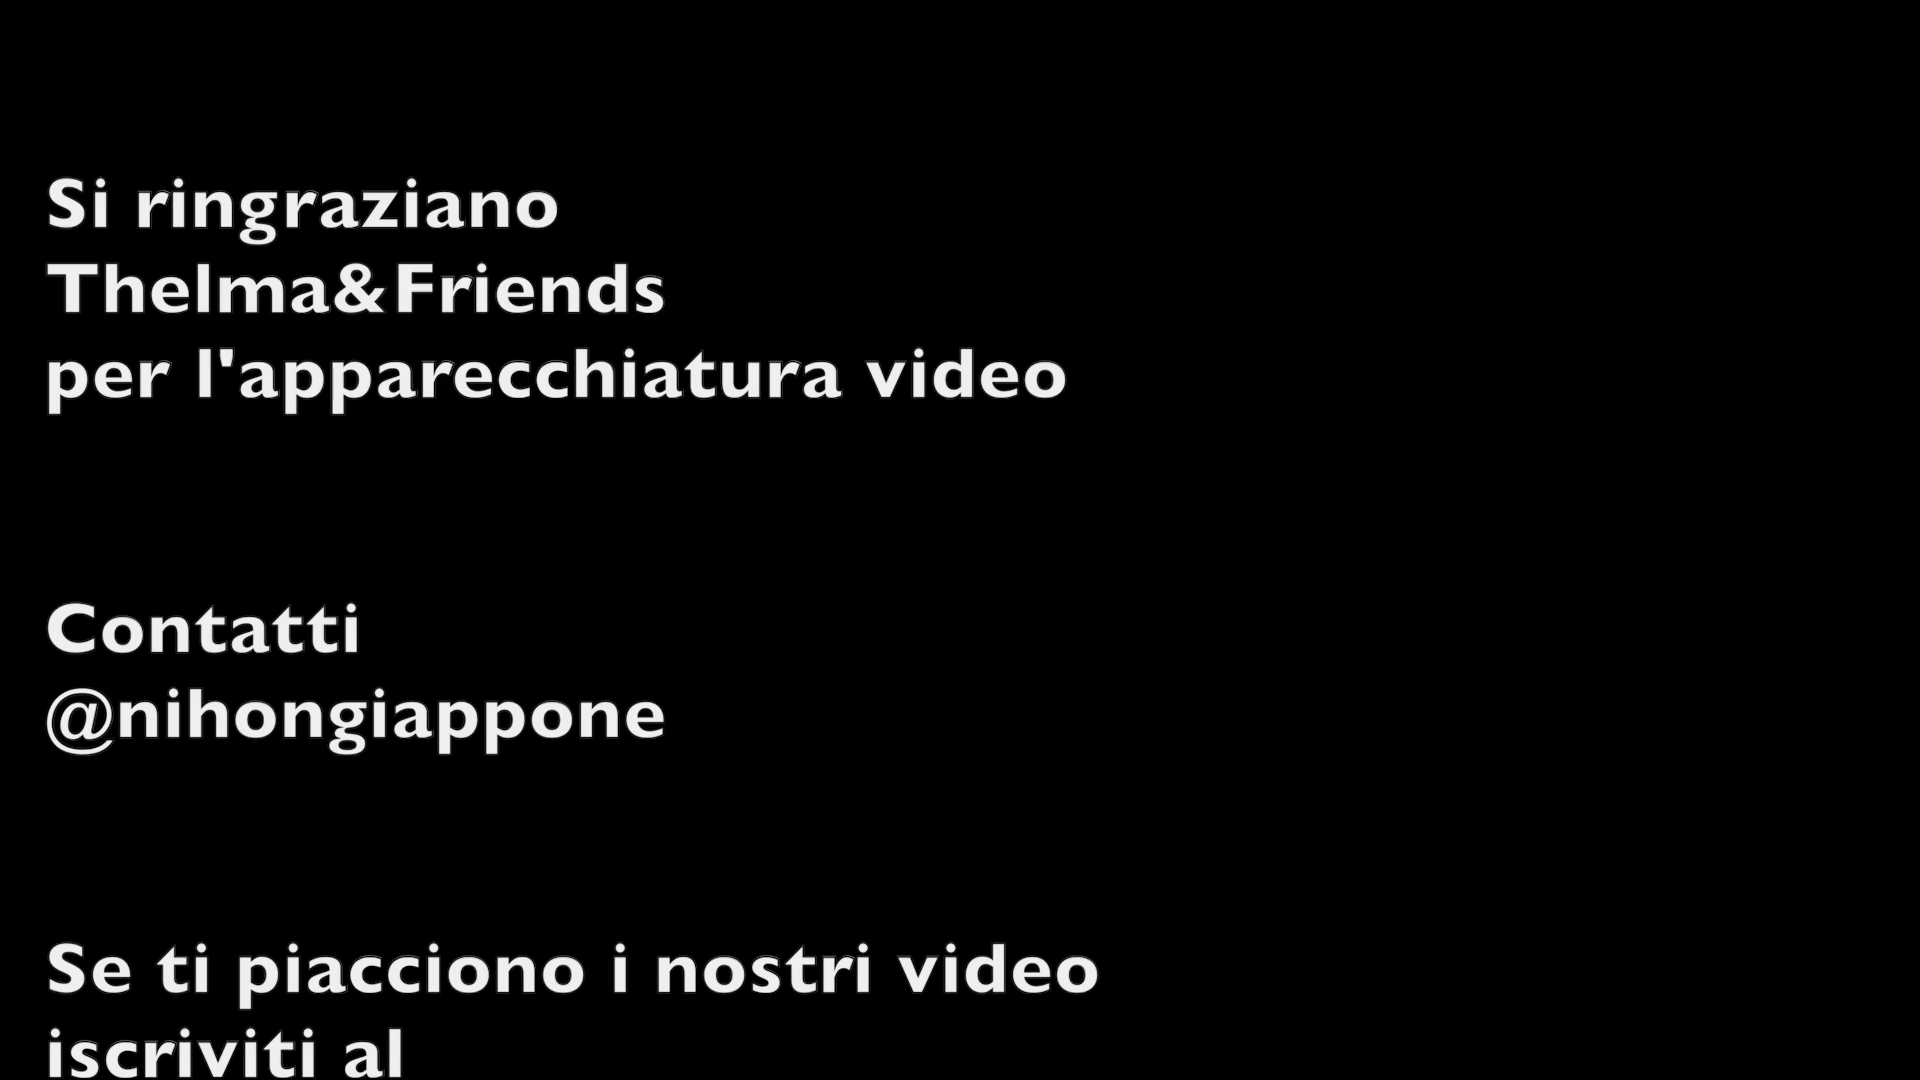 Si ringraziano
Thelma&Friends
per l'apparecchiatura video
Contatti
@nihongiappone
Se ti piacciono i nostri video
iscriviti al